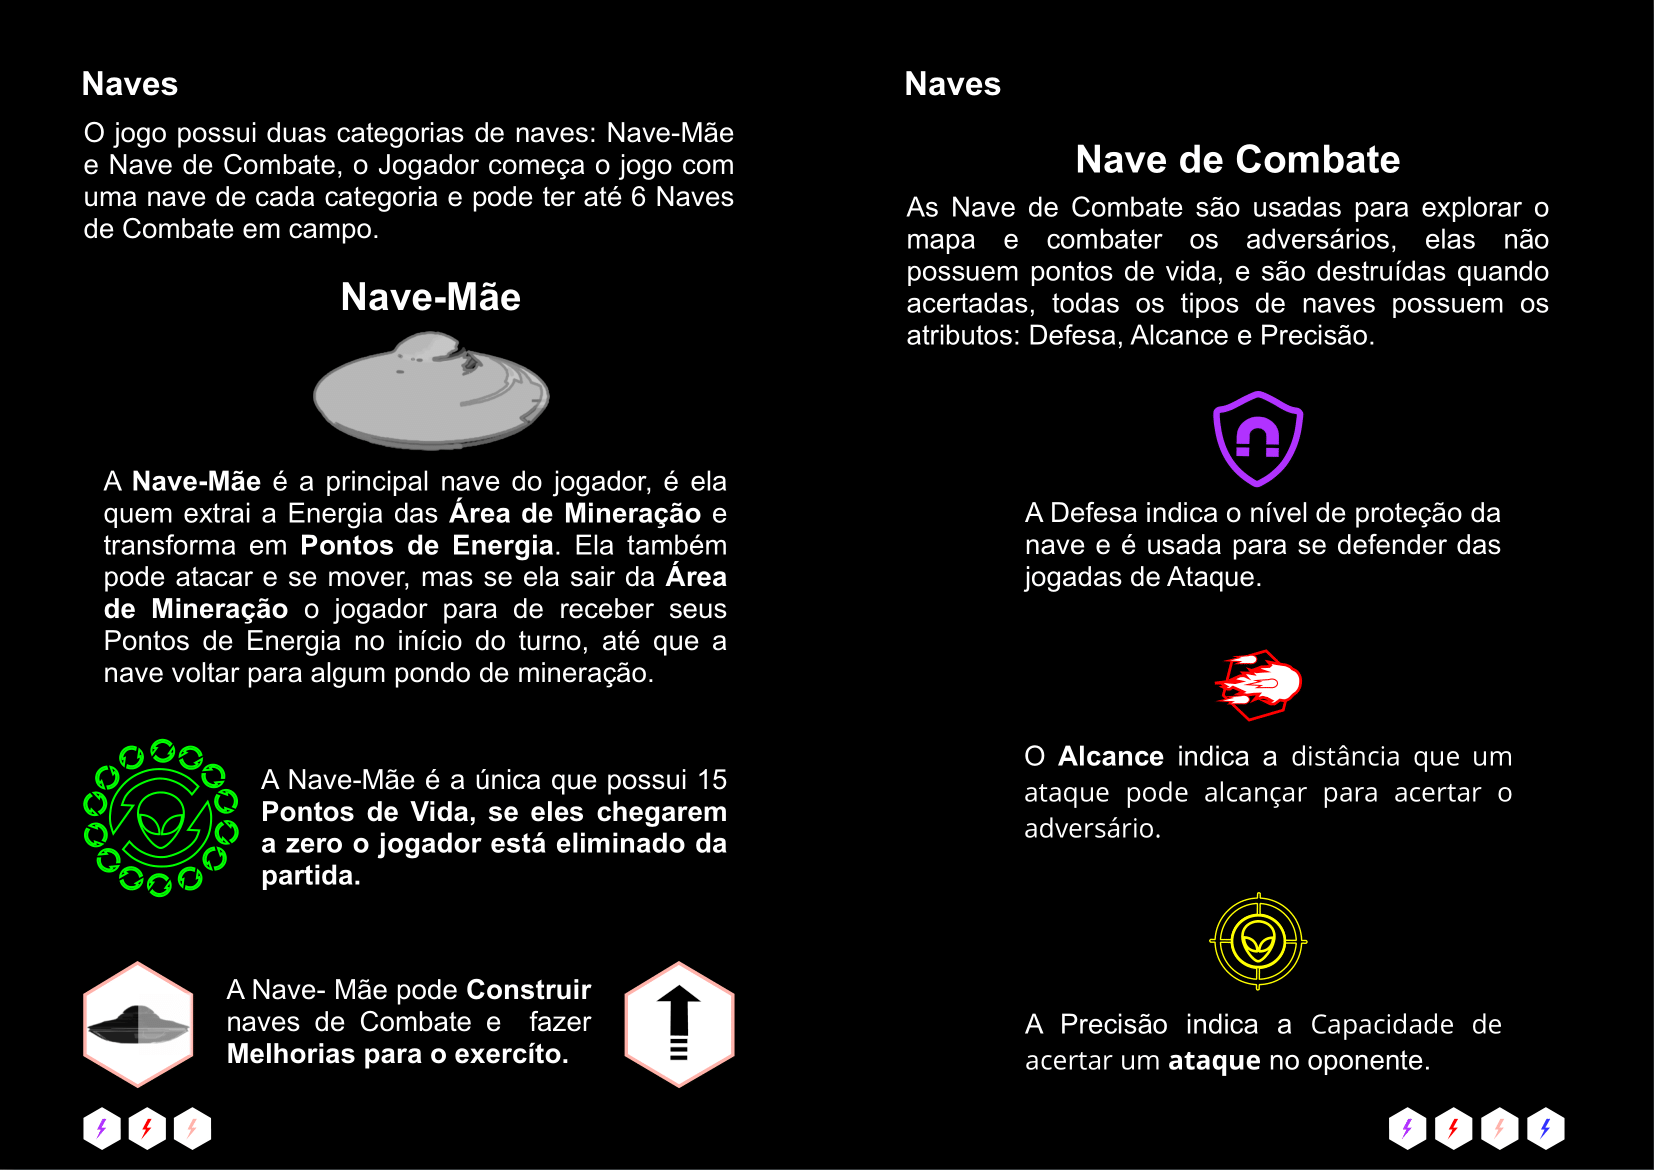 Naves
O jogo possui duas categorias de naves: Nave-Mãe
e Nave de Combate, o Jogador começa o jogo com
uma nave de cada categoria e pode ter até 6 Naves
de Combate em campo.
Nave-Mãe
A Nave-Mãe é a principal nave do jogador, é ela
quem extrai a Energia das Área de Mineração e
transforma em Pontos de Energia. Ela também
pode atacar e se mover, mas se ela sair da Área
de Mineração o jogador para de receber seus
Pontos de Energia no início do turno, até que a
nave voltar para algum pondo de mineração.
A Nave-Mãe é a única que possui 15
Pontos de Vida, se eles chegarem
a zero o jogador está eliminado da
partida.
A Nave- Mãe pode Construir
naves de Combate e fazer
Melhorias para o exercíto.
Naves
Nave de Combate
As Nave de Combate são usadas para explorar o
mapa e combater os adversários, elas não
possuem pontos de vida, e são destruídas quando
acertadas, todas os tipos de naves possuem os
atributos: Defesa, Alcance e Precisão.
A Defesa indica o nível de proteção da
nave e é usada para se defender das
jogadas de Ataque.
O Alcance indica a distância que um
ataque pode alcançar para acertar o
adversário.
A Precisão indica a Capacidade de
acertar um ataque no oponente.